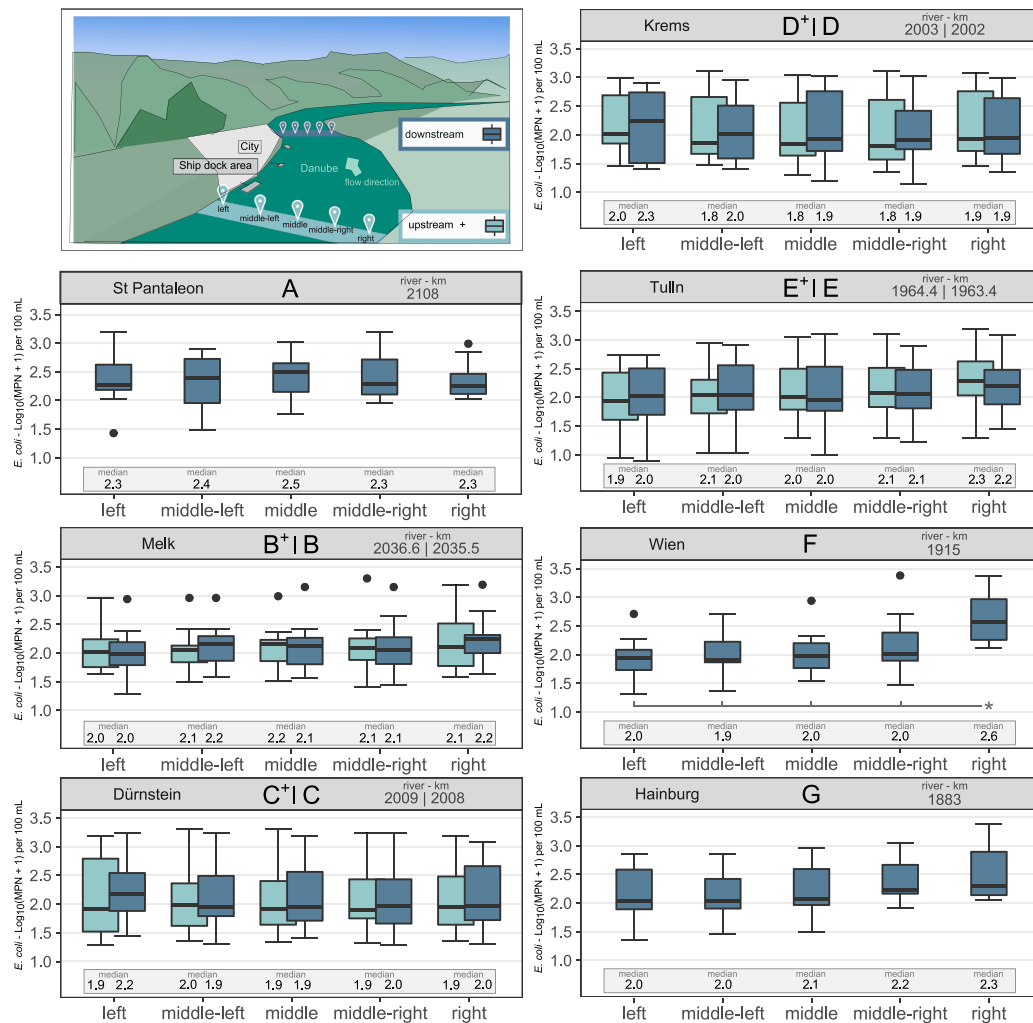 City
Ship dock area
Danube
flow direction
downstream
upstream +
left
middle-left
middle
middle-right
right
Krems D+| D river - km 2003 | 2002
E. coli - Log10(MPN + 1) per 100 mL
3.5
3.0
2.5
2.0
1.5
1.0
median median median median median
2.0 2.3 1.8 2.0 1.8 1.9 1.8 1.9 1.9 1.9
left middle-left middle middle-right right
St Pantaleon A river - km 2108
E. coli - Log10(MPN + 1) per 100 mL
3.5
3.0
2.5
2.0
1.5
1.0
median median median median median
2.3 2.4 2.5 2.3 2.3
left middle-left middle middle-right right
Tulln E+| E river - km 1964.4 | 1963.4
E. coli - Log10(MPN + 1) per 100 mL
3.5
3.0
2.5
2.0
1.5
1.0
median median median median median
1.9 2.0 2.1 2.0 2.0 2.0 2.1 2.1 2.3 2.2
left middle-left middle middle-right right
Melk B+| B river - km 2036.6 | 2035.5
E. coli - Log10(MPN + 1) per 100 mL
3.5
3.0
2.5
2.0
1.5
1.0
median median median median median
2.0 2.0 2.1 2.2 2.2 2.1 2.1 2.1 2.1 2.2
left middle-left middle middle-right right
Wien F river - km 1915
E. coli - Log10(MPN + 1) per 100 mL
3.5
3.0
2.5
2.0
1.5
1.0
*
median median median median median
2.0 1.9 2.0 2.0 2.6
left middle-left middle middle-right right
Dürnstein C+| C river - km 2009 | 2008
E. coli - Log10(MPN + 1) per 100 mL
3.5
3.0
2.5
2.0
1.5
1.0
median median median median median
1.9 2.2 2.0 1.9 1.9 1.9 1.9 2.0 1.9 2.0
left middle-left middle middle-right right
Hainburg G river - km 1883
E. coli - Log10(MPN + 1) per 100 mL
3.5
3.0
2.5
2.0
1.5
1.0
median median median median median
2.0 2.0 2.1 2.2 2.3
left middle-left middle middle-right right